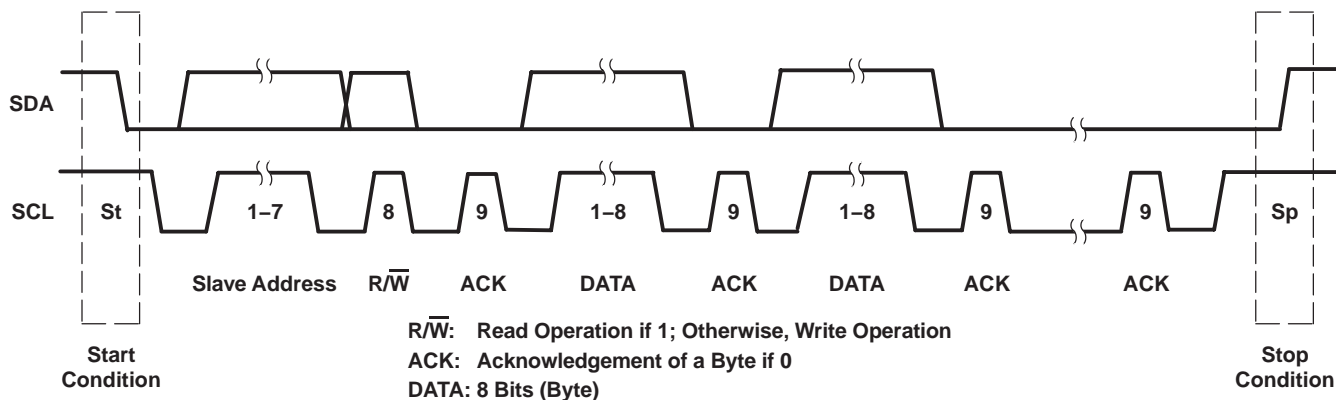 SDA
SCL St 1–7 8 9 1–8 9 1–8 9 9 Sp
Slave Address R/W̅ ACK DATA ACK DATA ACK ACK
R/W̅: Read Operation if 1; Otherwise, Write Operation
ACK: Acknowledgement of a Byte if 0
DATA: 8 Bits (Byte)
Start
Condition
Stop
Condition